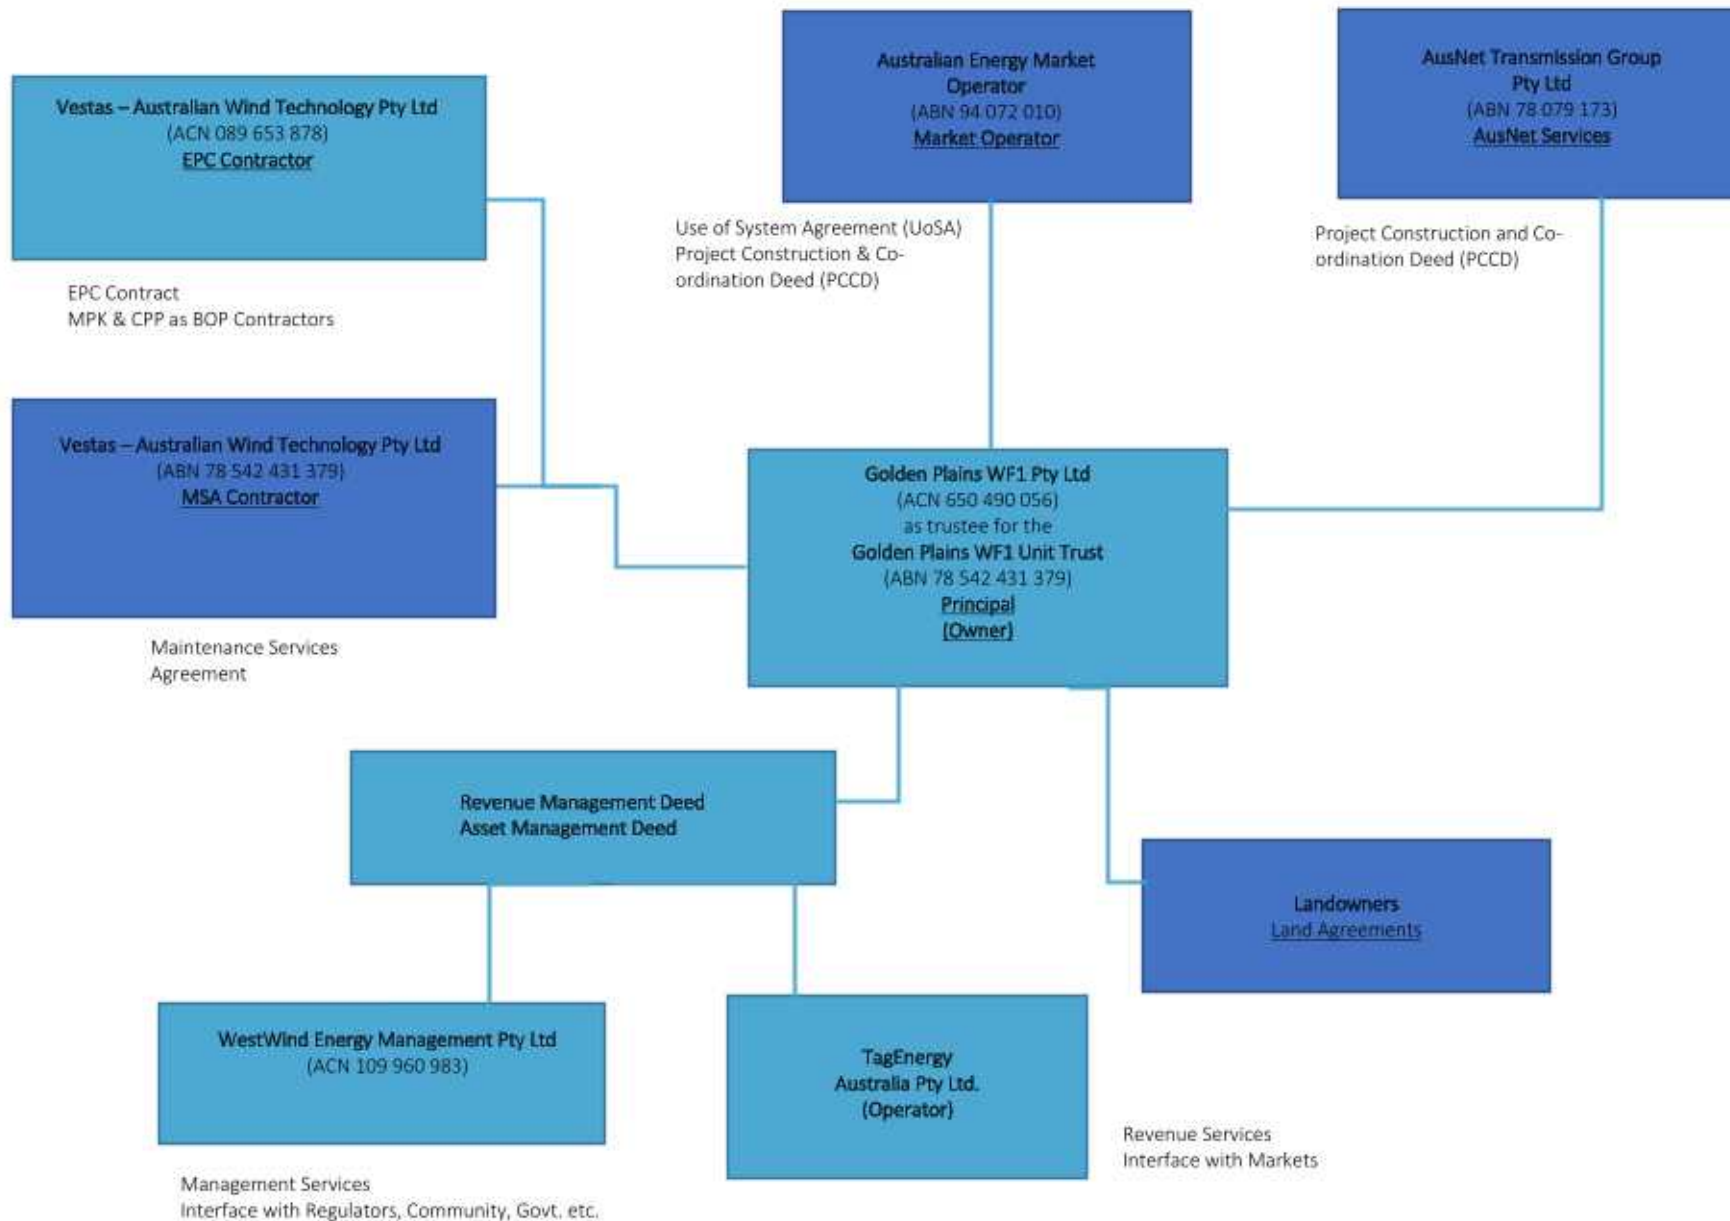 Vestas – Australian Wind Technology Pty Ltd
(ACN 089 653 878)
EPC Contractor
EPC Contract
MPK & CPP as BOP Contractors
Australian Energy Market
Operator
(ABN 94 072 010)
Market Operator
Use of System Agreement (UoSA)
Project Construction & Co-
ordination Deed (PCCD)
AusNet Transmission Group
Pty Ltd
(ABN 78 079 173)
AusNet Services
Project Construction and Co-
ordination Deed (PCCD)
Vestas – Australian Wind Technology Pty Ltd
(ABN 78 542 431 379)
MSA Contractor
Maintenance Services
Agreement
Golden Plains WF1 Pty Ltd
(ACN 650 490 056)
as trustee for the
Golden Plains WF1 Unit Trust
(ABN 78 542 431 379)
Principal
(Owner)
Revenue Management Deed
Asset Management Deed
Landowners
Land Agreements
WestWind Energy Management Pty Ltd
(ACN 109 960 983)
Management Services
Interface with Regulators, Community, Govt. etc.
TagEnergy
Australia Pty Ltd.
(Operator)
Revenue Services
Interface with Markets